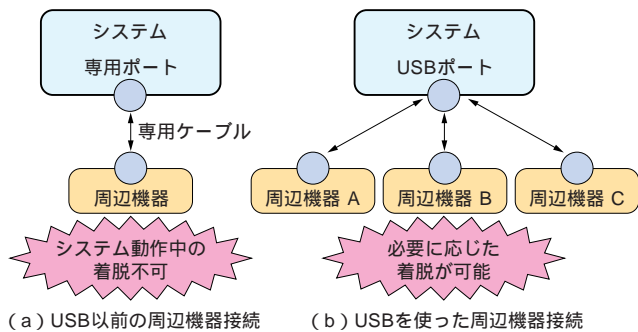 システム
専用ポート
専用ケーブル
周辺機器
システム動作中の
着脱不可
(a)USB以前の周辺機器接続
システム
USBポート
周辺機器 A
周辺機器 B
周辺機器 C
必要に応じた
着脱が可能
(b)USBを使った周辺機器接続